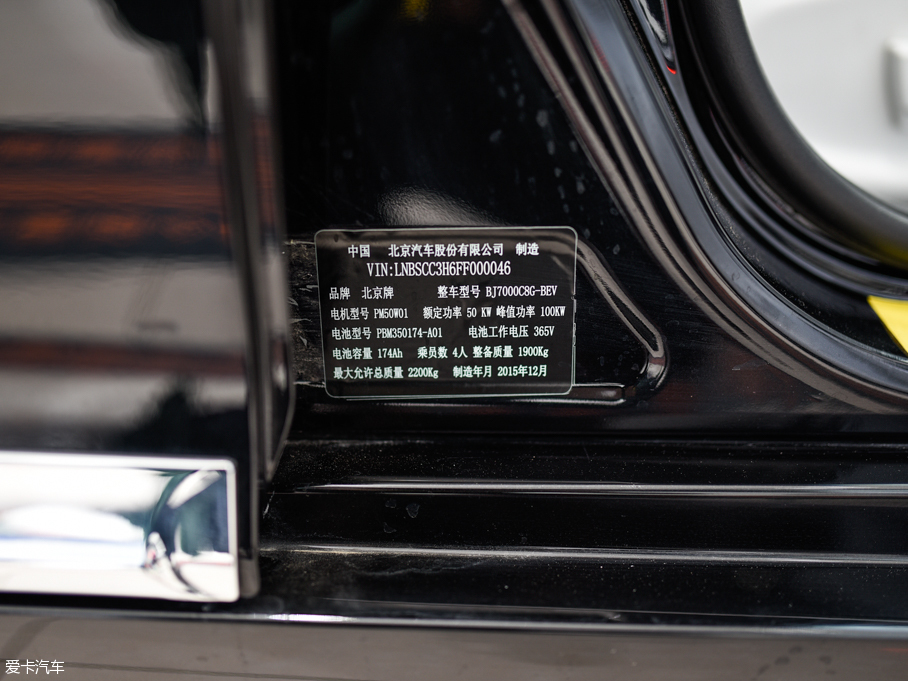 中国 北京汽车股份有限公司 制造
VIN:LNBSCC3H6FF000046
品牌 北京牌 整车型号 BJ7000C8G-BEV
电机型号 PM50W01 额定功率 50 KW 峰值功率 100KW
电池型号 PBM350174-A01 电池工作电压 365V
电池容量 174Ah 乘员数 4人 整备质量 1900Kg
最大允许总质量 2200Kg 制造年月 2015年12月
爱卡汽车